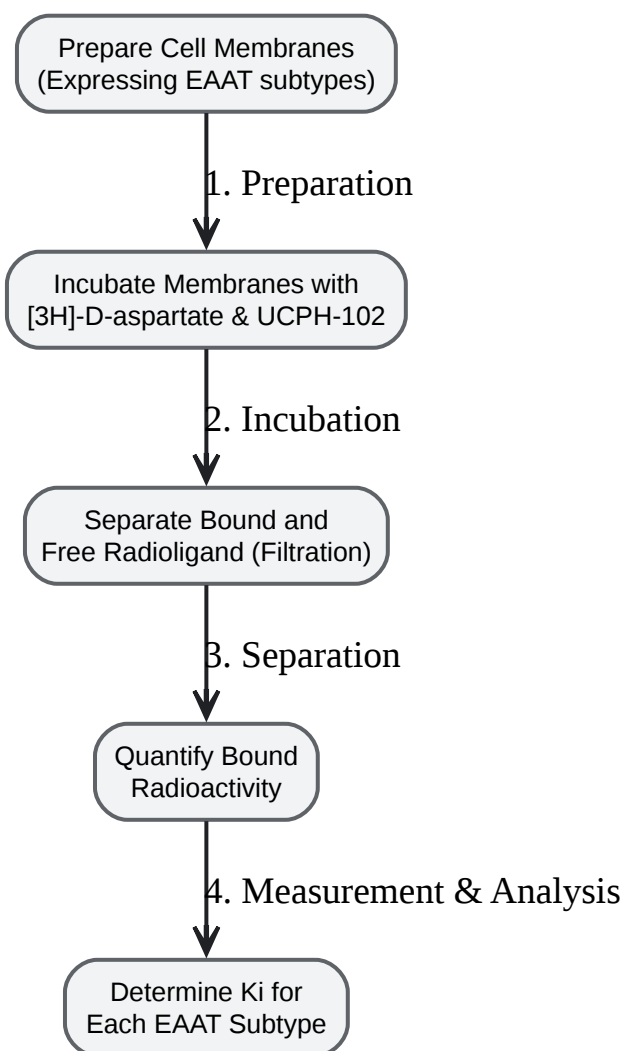 Prepare Cell Membranes
(Expressing EAAT subtypes)
1. Preparation
Incubate Membranes with
[3H]-D-aspartate & UCPH-102
2. Incubation
Separate Bound and
Free Radioligand (Filtration)
3. Separation
Quantify Bound
Radioactivity
4. Measurement & Analysis
Determine Ki for
Each EAAT Subtype